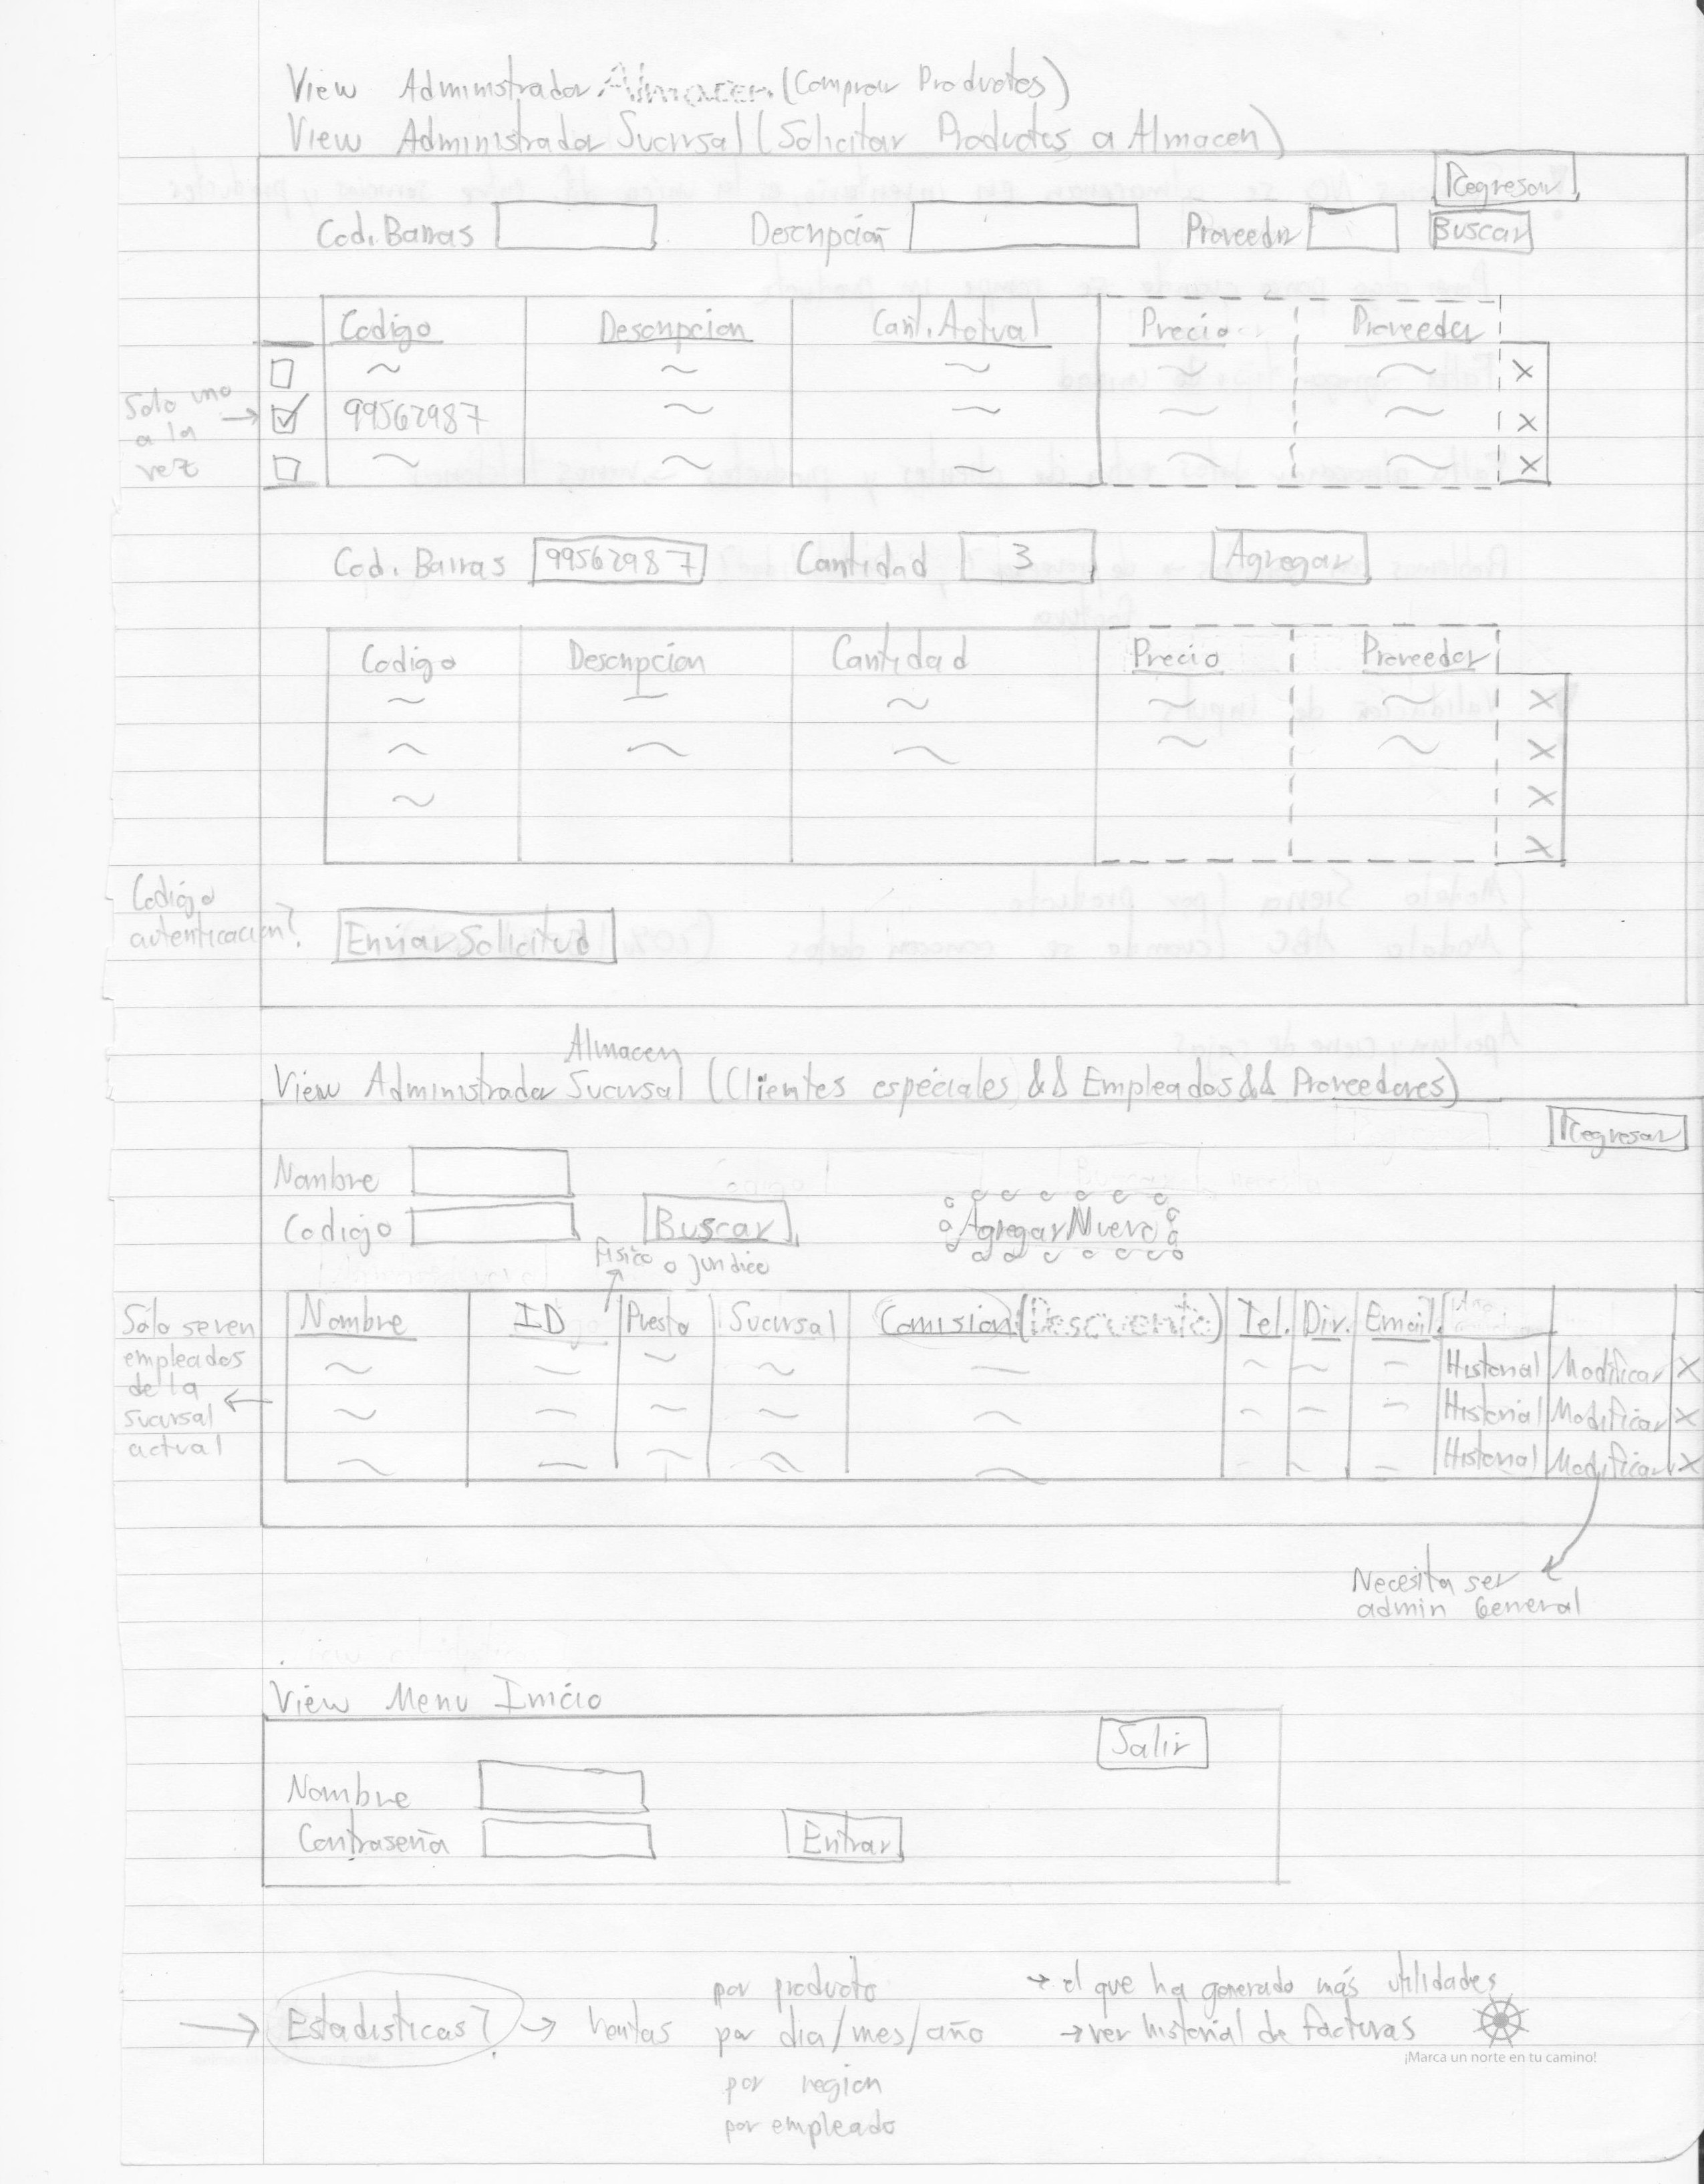 View Administrador Almacen (Comprar Productos)
View Administrador Sucursal (Solicitar Productos a Almacen)
Regresar
Cod. Barras Descripción Proveedor Buscar
Codigo Descripcion Cant. Actual Precio Proveedor
X
Solo uno → 99562987 X
a la
vez X
Cod. Barras 99562987 Cantidad 3 Agregar
Codigo Descripcion Cantidad Precio Proveedor
X
X
X
X
Codigo
autenticacion?
Enviar Solicitud
Almacen
View Administrador Sucursal (Clientes especiales && Empleados && Proveedores)
Regresar
Nombre
Codigo Buscar Agregar Nuevo
Fisico o juridico
Nombre ID Puesto Sucursal Comision (Descuento) Tel. Dir. Email.
Historial Modificar X
Historial Modificar X
Historial Modificar X
Sólo se ven
empleados
de la
sucursal
actual
Necesita ser
admin General
View Menu Inicio
Salir
Nombre
Contraseña Entrar
por producto → el que ha generado más utilidades
→ Estadisticas? → Ventas por dia/mes/año → ver historial de facturas
¡Marca un norte en tu camino!
por region
por empleado